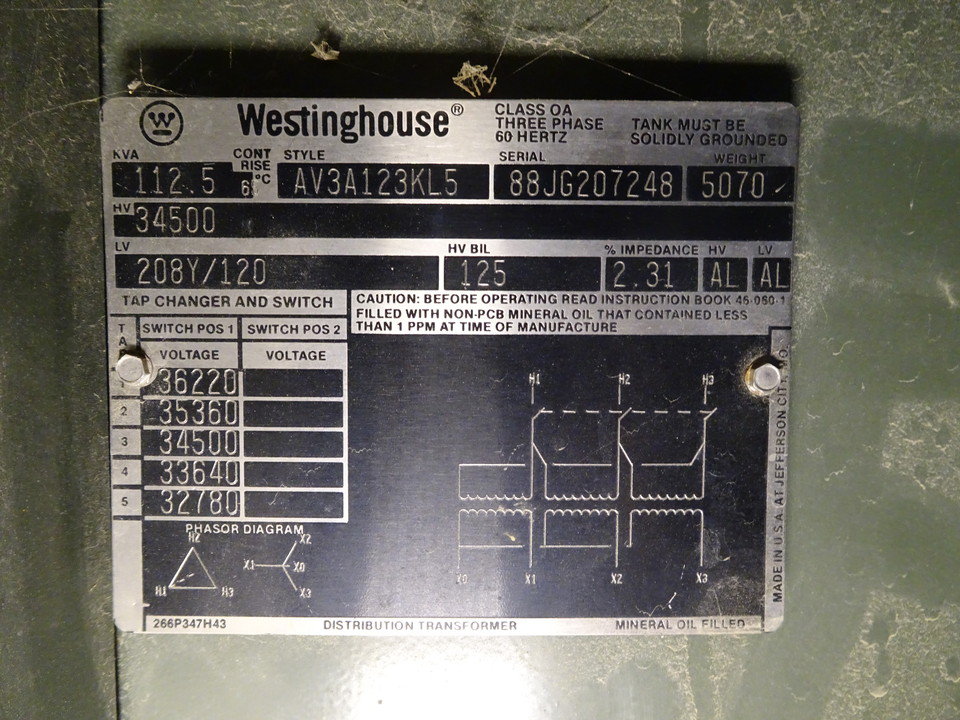 Westinghouse®
CLASS OA
THREE PHASE
60 HERTZ
TANK MUST BE
SOLIDLY GROUNDED
KVA
112.5
CONT
RISE
°C
STYLE
AV3A123KL5
SERIAL
88JG207248
WEIGHT
5070
HV
34500
LV
208Y/120
HV BIL
125
% IMPEDANCE
2.31
HV
AL
LV
AL
TAP CHANGER AND SWITCH
CAUTION: BEFORE OPERATING READ INSTRUCTION BOOK 46-060-1
FILLED WITH NON-PCB MINERAL OIL THAT CONTAINED LESS
THAN 1 PPM AT TIME OF MANUFACTURE
SWITCH POS 1 SWITCH POS 2
VOLTAGE VOLTAGE
36220
2 35360
3 34500
4 33640
5 32780
PHASOR DIAGRAM
H2
H1 H3
X2
X1 X0
X3
H1 H2 H3
X0 X1 X2 X3
MADE IN U.S.A. AT JEFFERSON CITY, MO.
266P347H43
DISTRIBUTION TRANSFORMER
MINERAL OIL FILLED